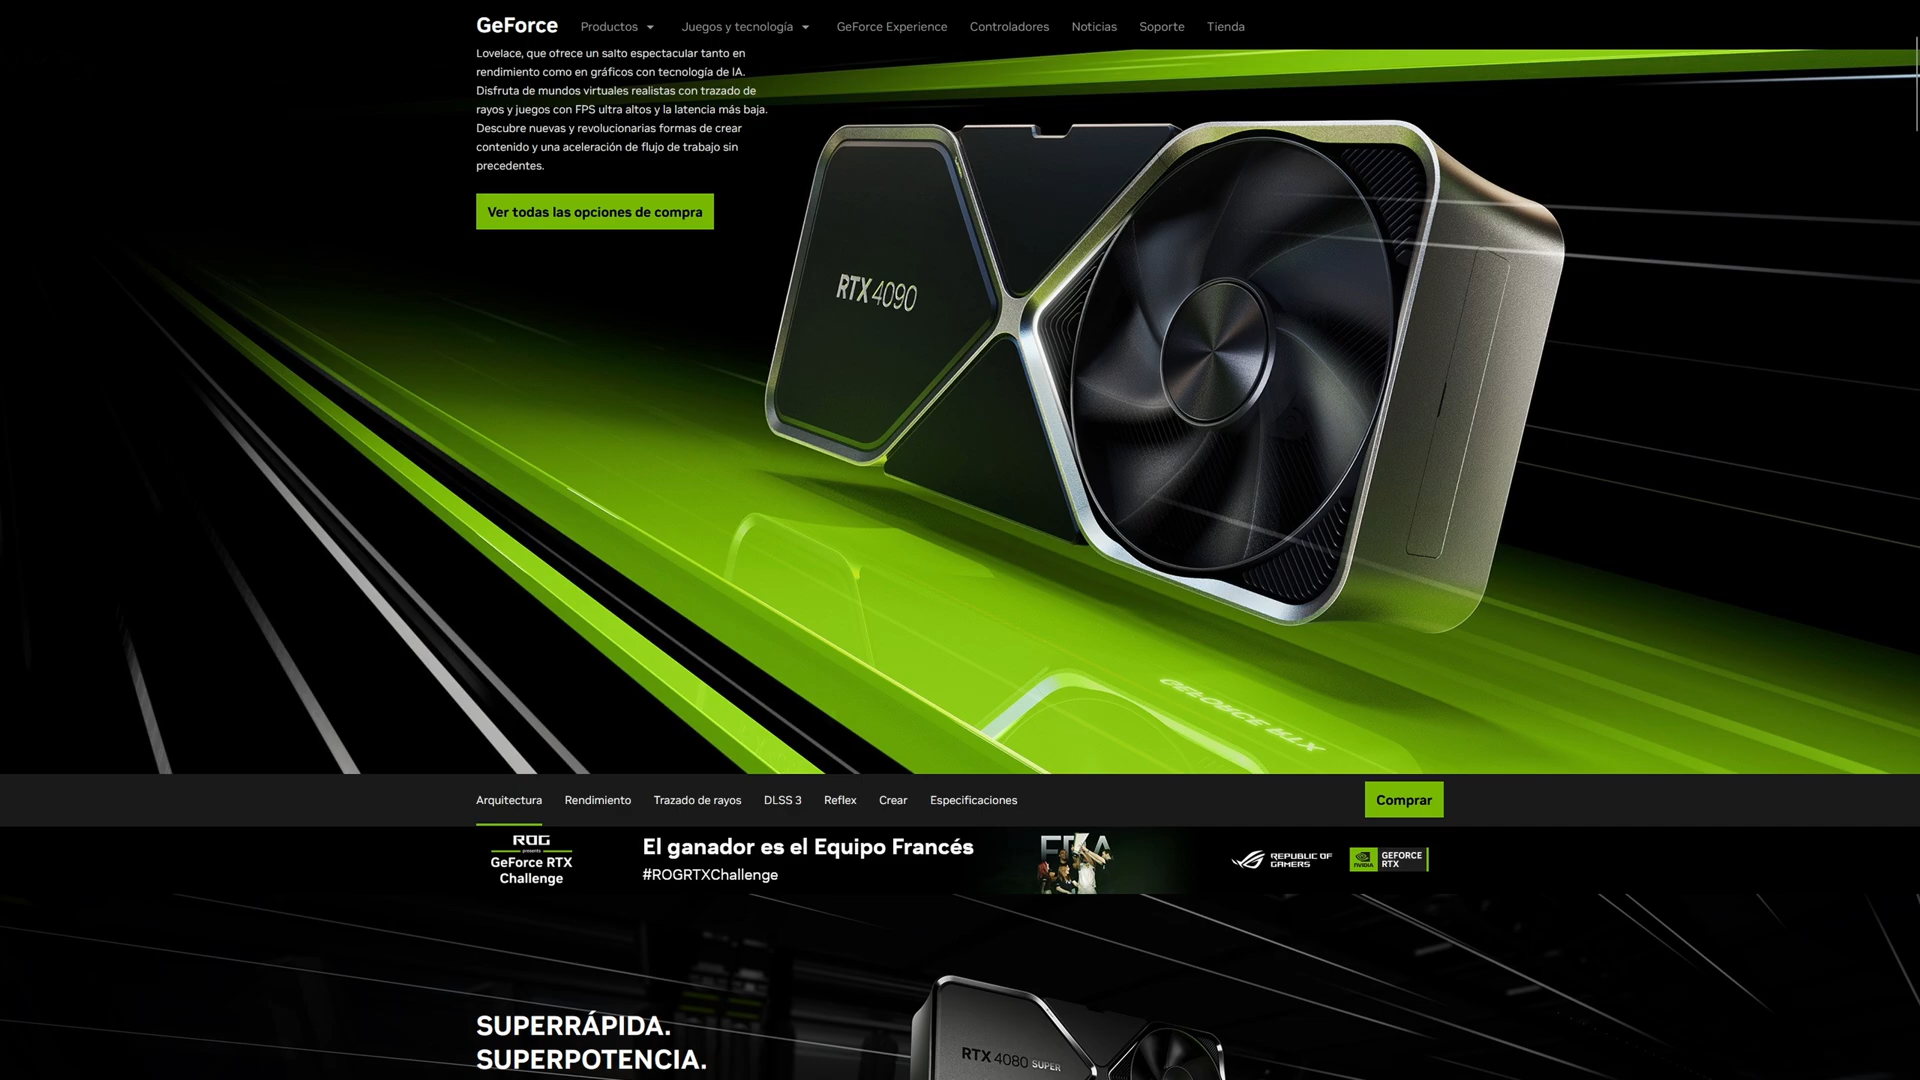 GeForce
Productos
Juegos y tecnología
GeForce Experience
Controladores
Noticias
Soporte
Tienda
Lovelace, que ofrece un salto espectacular tanto en
rendimiento como en gráficos con tecnología de IA.
Disfruta de mundos virtuales realistas con trazado de
rayos y juegos con FPS ultra altos y la latencia más baja.
Descubre nuevas y revolucionarias formas de crear
contenido y una aceleración de flujo de trabajo sin
precedentes.
Ver todas las opciones de compra
RTX 4090
GEFORCE RTX
Arquitectura
Rendimiento
Trazado de rayos
DLSS 3
Reflex
Crear
Especificaciones
Comprar
ROG
presents
GeForce RTX
Challenge
El ganador es el Equipo Francés
#ROGRTXChallenge
REPUBLIC OF
GAMERS
NVIDIA
GEFORCE
RTX
SUPERRÁPIDA.
SUPERPOTENCIA.
RTX 4080 SUPER